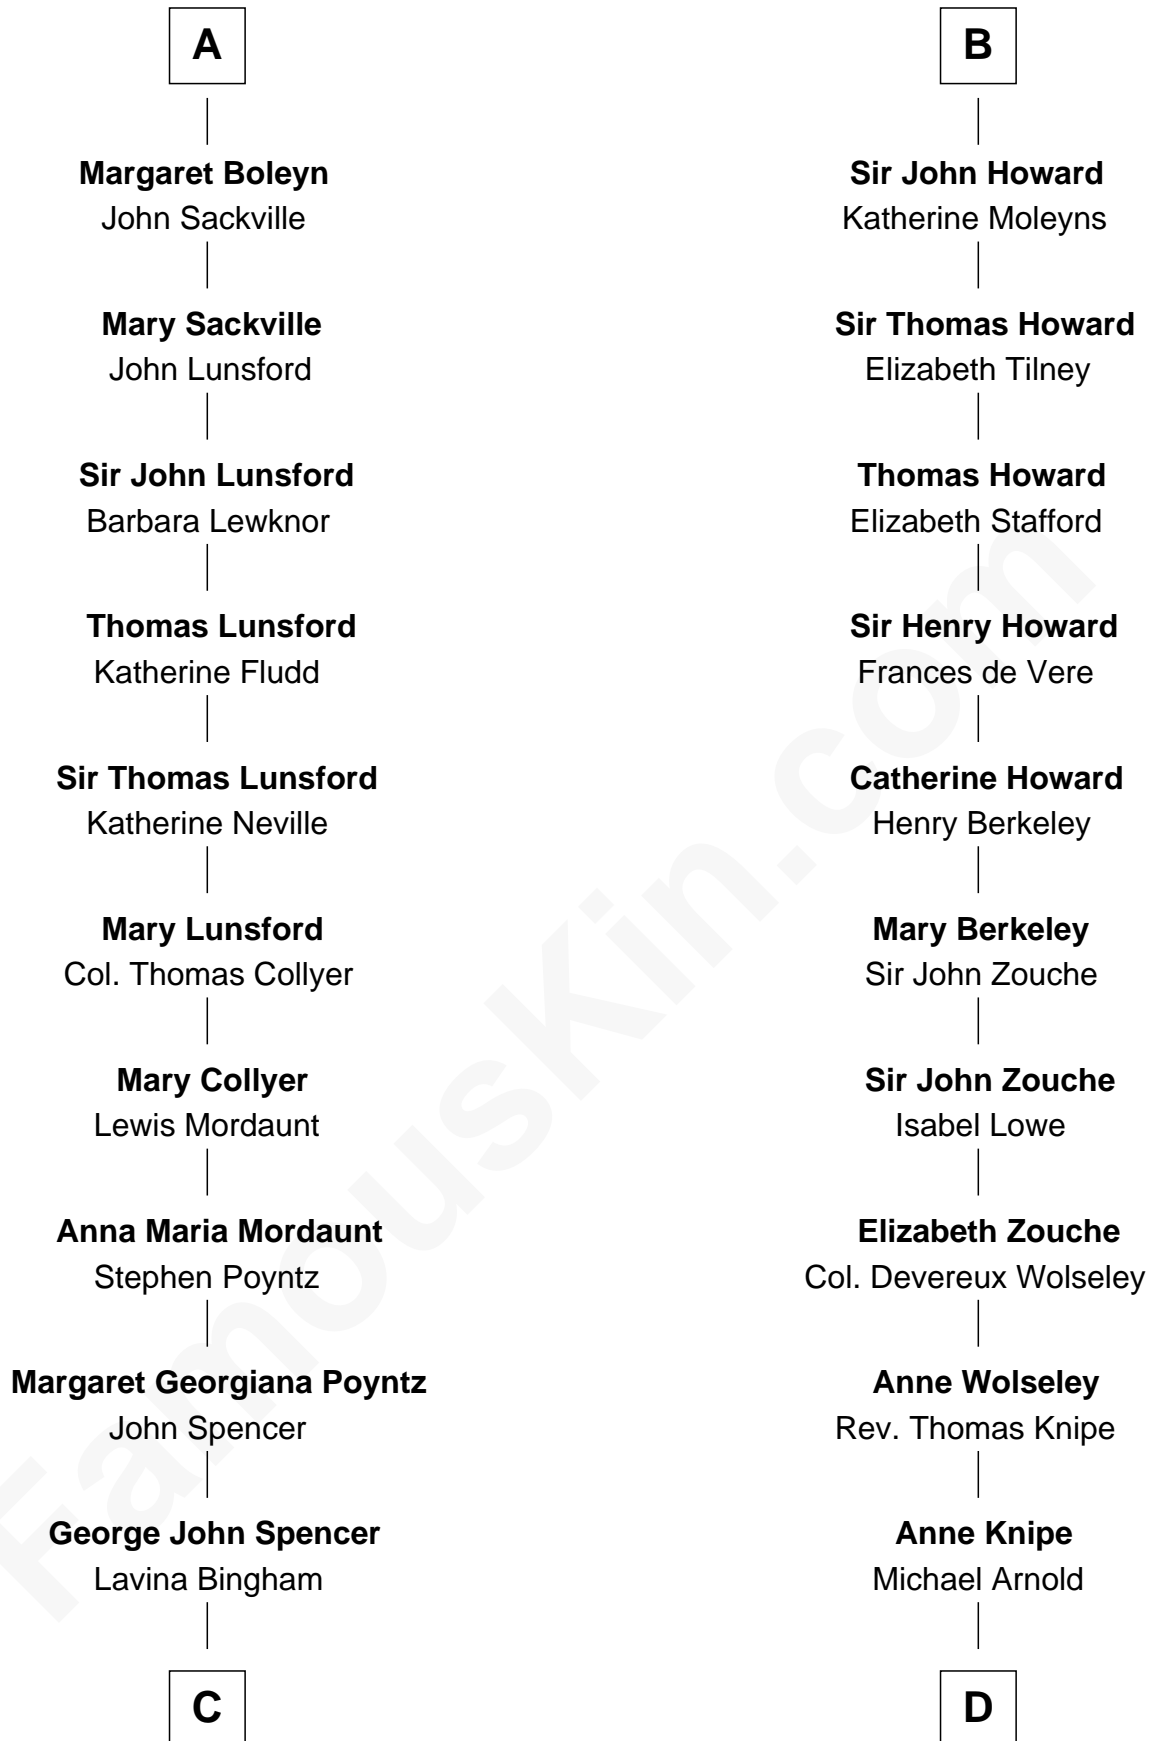 A
Margaret Boleyn
John Sackville
Mary Sackville
John Lunsford
Sir John Lunsford
Barbara Lewknor
Thomas Lunsford
Katherine Fludd
Sir Thomas Lunsford
Katherine Neville
Mary Lunsford
Col. Thomas Collyer
Mary Collyer
Lewis Mordaunt
Anna Maria Mordaunt
Stephen Poyntz
Margaret Georgiana Poyntz
John Spencer
George John Spencer
Lavina Bingham
C
B
Sir John Howard
Katherine Moleyns
Sir Thomas Howard
Elizabeth Tilney
Thomas Howard
Elizabeth Stafford
Sir Henry Howard
Frances de Vere
Catherine Howard
Henry Berkeley
Mary Berkeley
Sir John Zouche
Sir John Zouche
Isabel Lowe
Elizabeth Zouche
Col. Devereux Wolseley
Anne Wolseley
Rev. Thomas Knipe
Anne Knipe
Michael Arnold
D
FamousKin.com